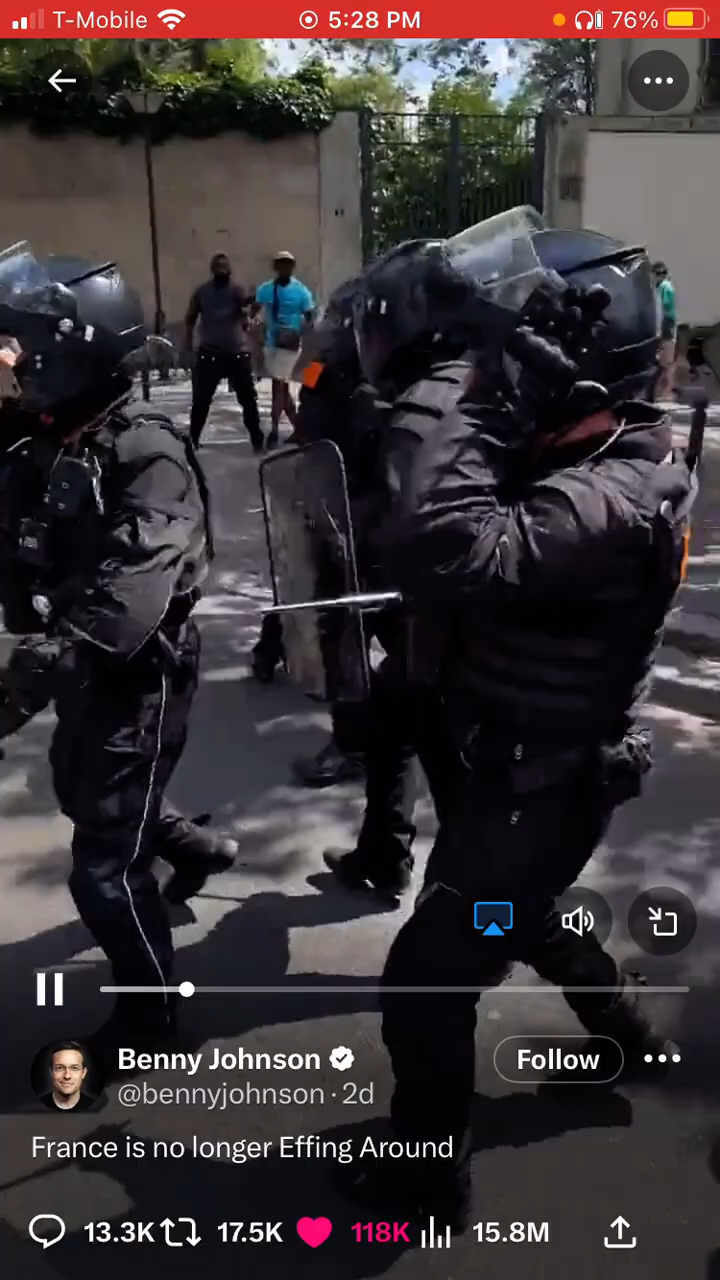 T-Mobile 5:28 PM 76%
Benny Johnson
@bennyjohnson · 2d
Follow
France is no longer Effing Around
13.3K 17.5K 118K 15.8M